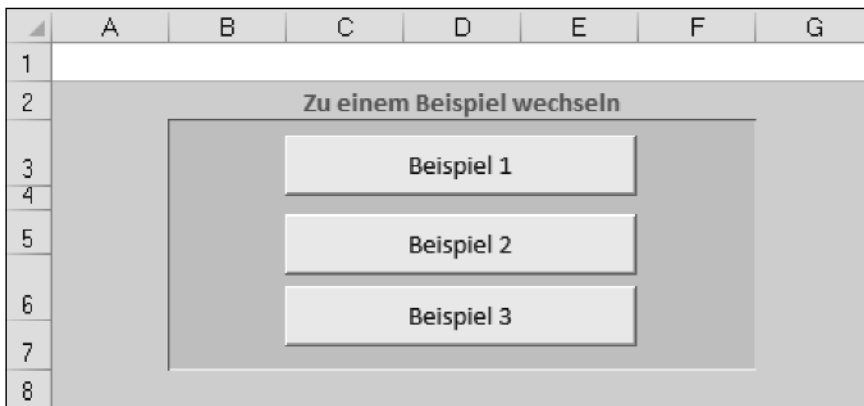 A B C D E F G
1
2 Zu einem Beispiel wechseln
3 Beispiel 1
4
5 Beispiel 2
6 Beispiel 3
7
8